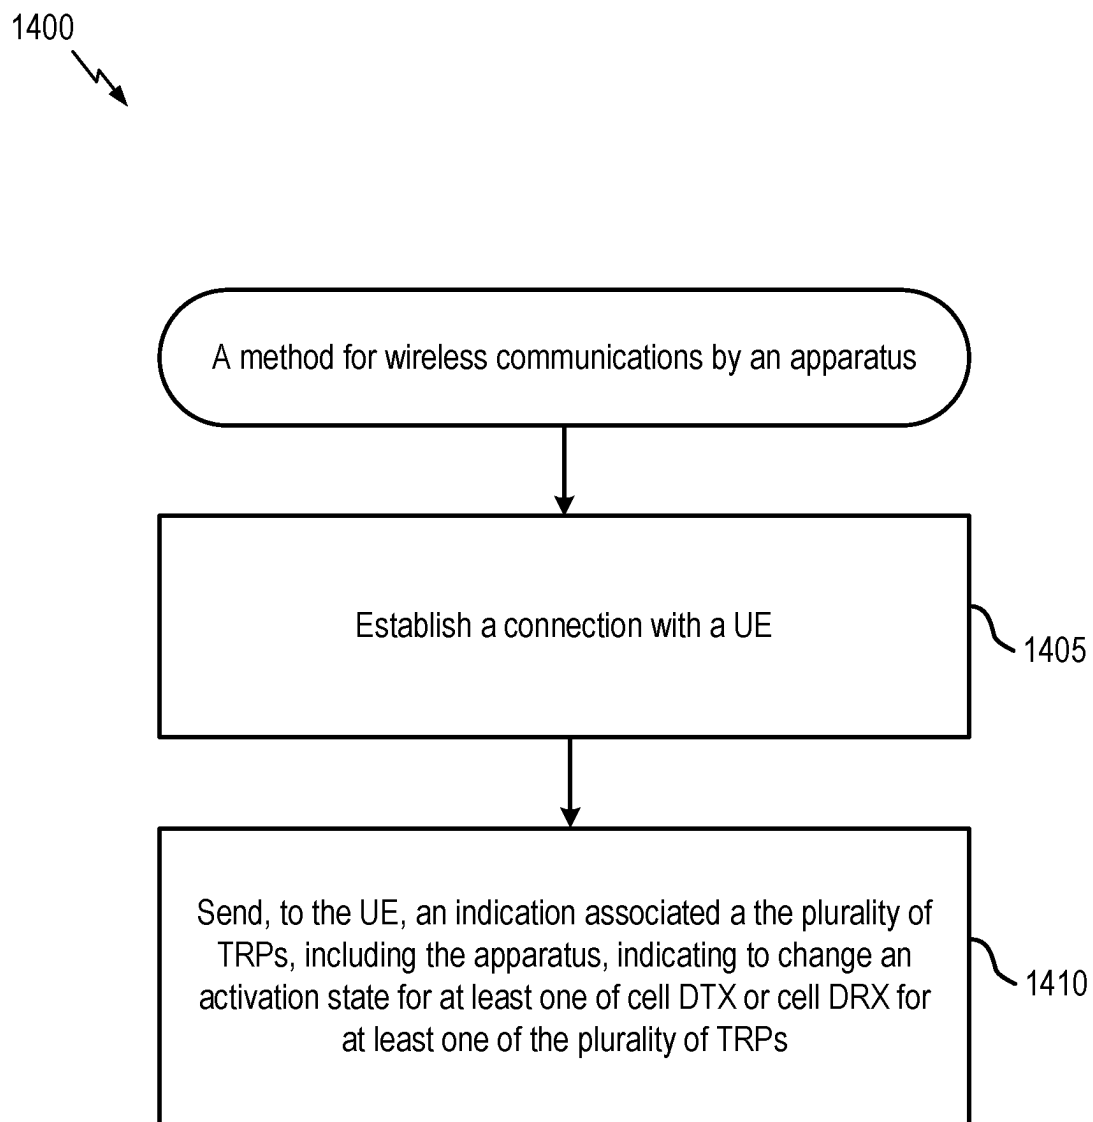 1400
A method for wireless communications by an apparatus
Establish a connection with a UE
1405
Send, to the UE, an indication associated a the plurality of
TRPs, including the apparatus, indicating to change an
activation state for at least one of cell DTX or cell DRX for
at least one of the plurality of TRPs
1410